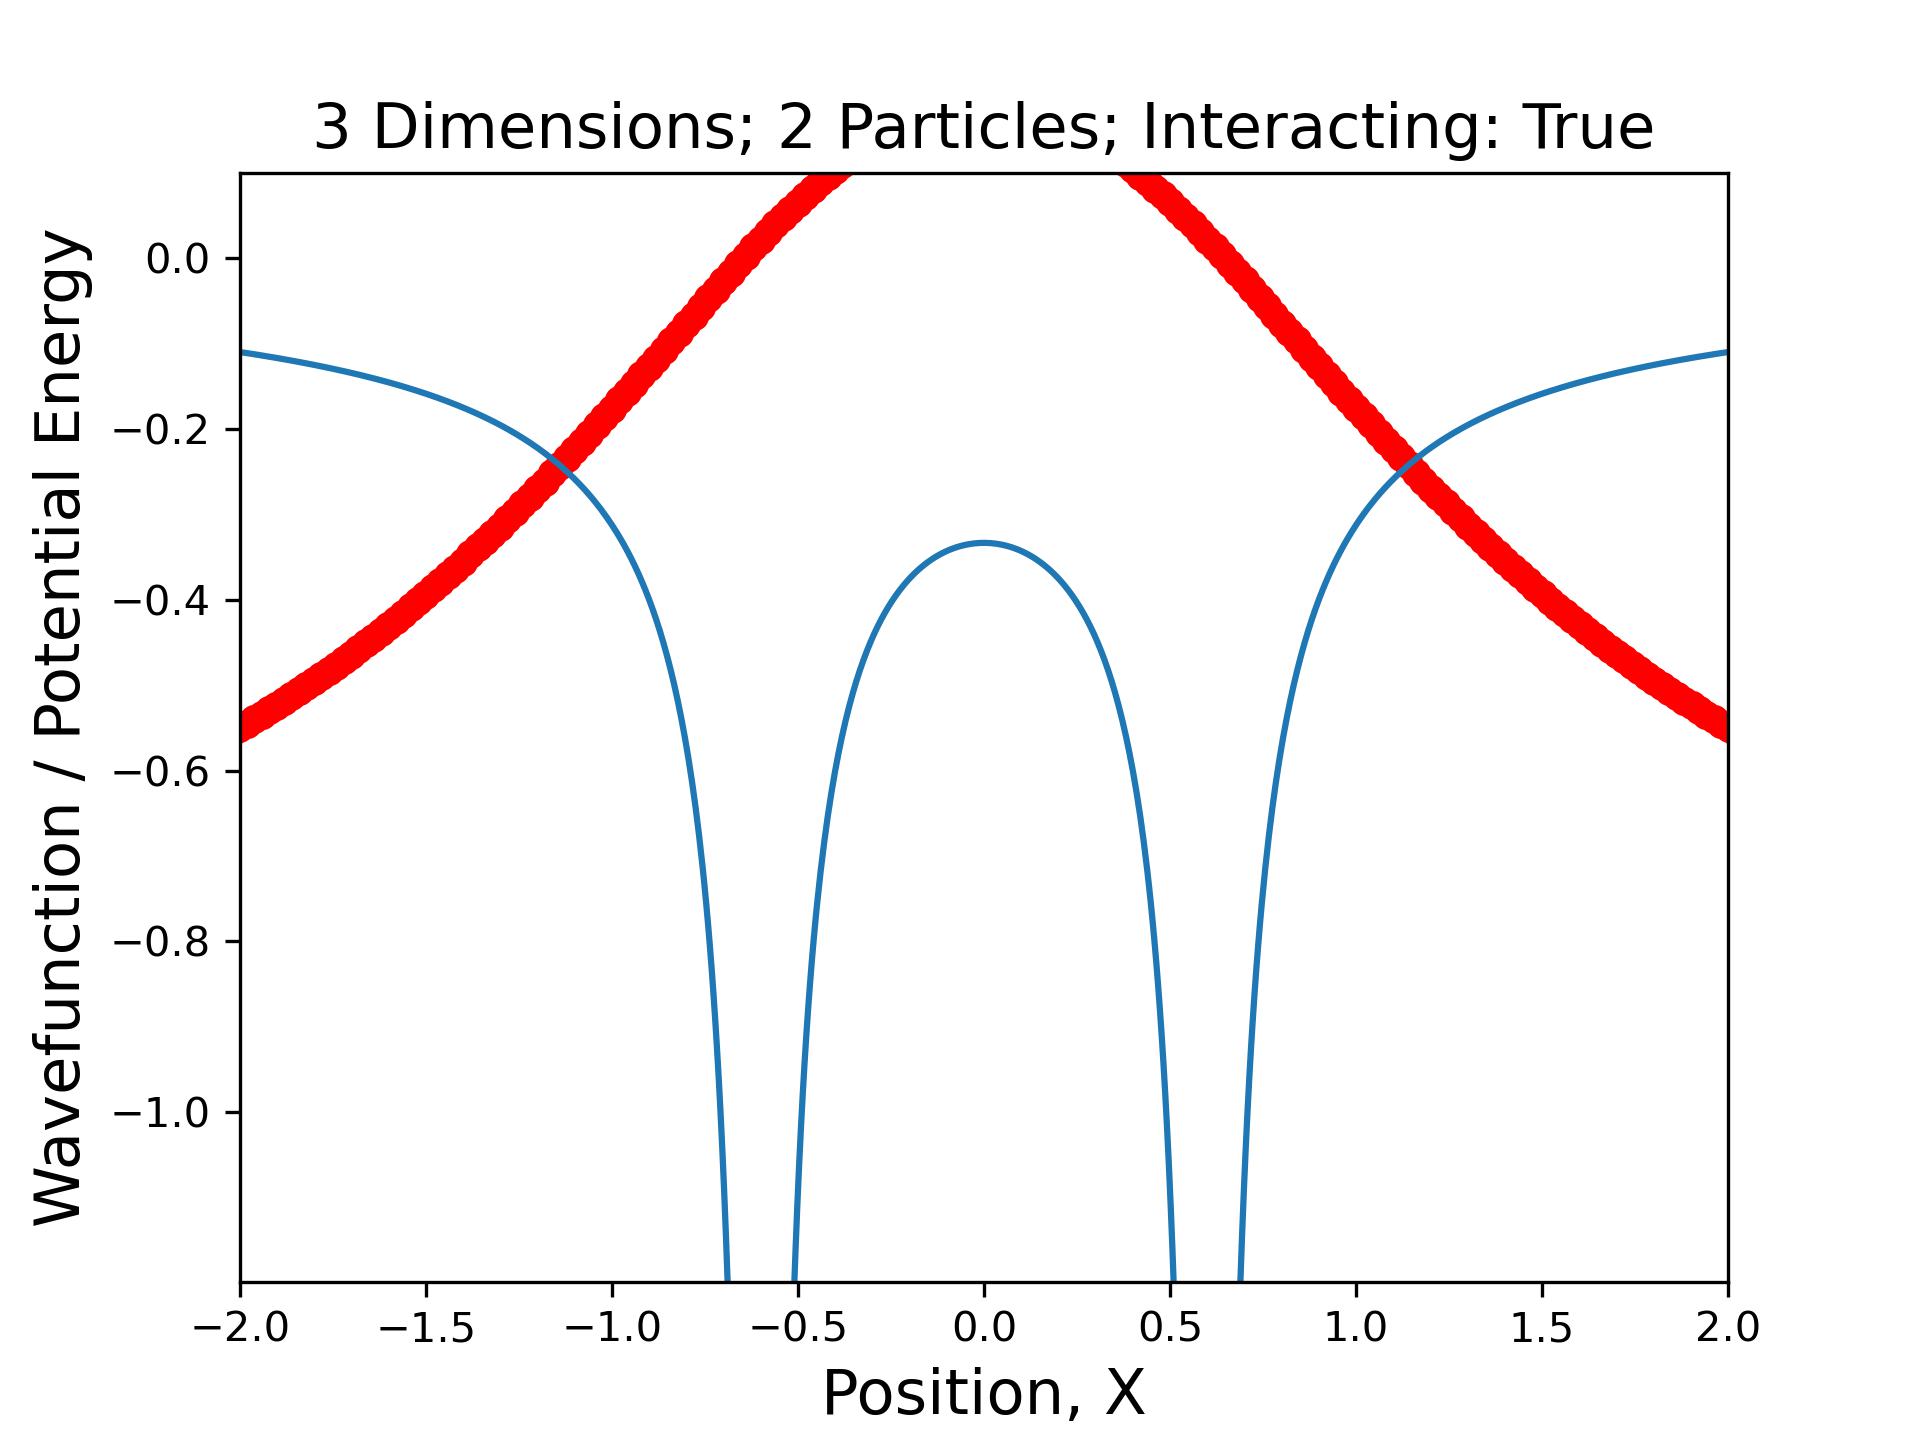 3 Dimensions; 2 Particles; Interacting: True
Wavefunction / Potential Energy
0.0
−0.2
−0.4
−0.6
−0.8
−1.0
−2.0 −1.5 −1.0 −0.5 0.0 0.5 1.0 1.5 2.0
Position, X